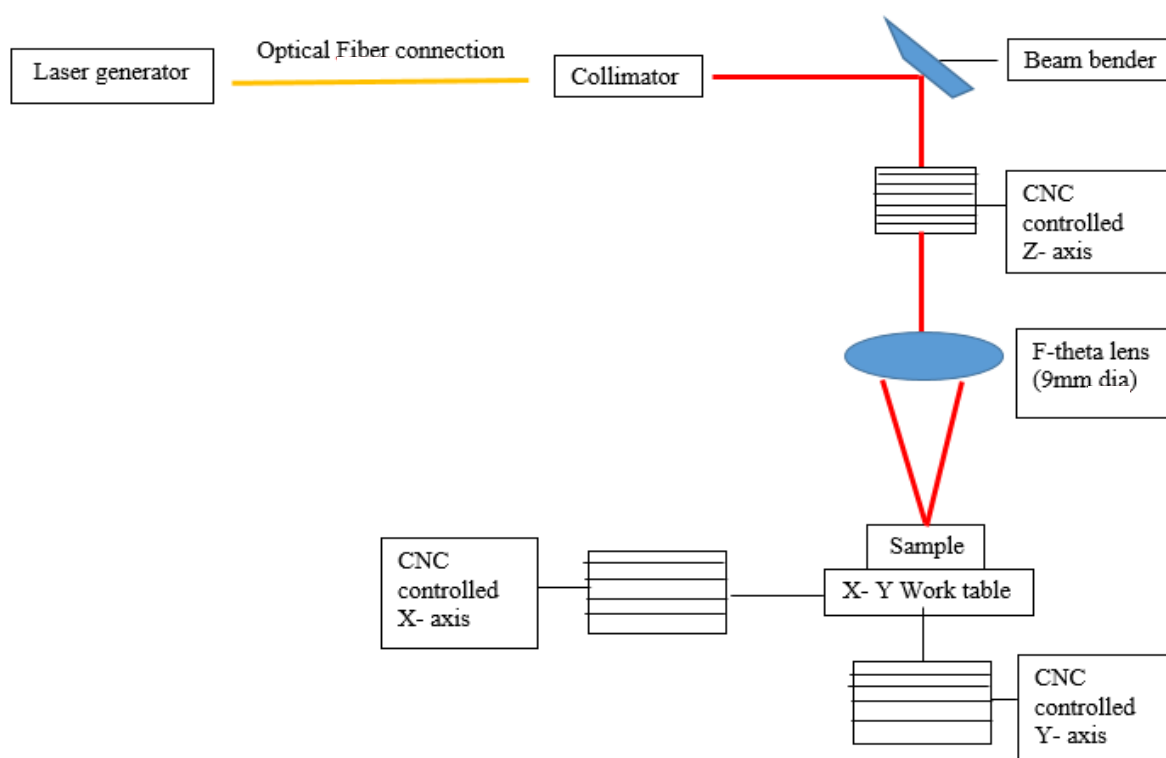 Optical Fiber connection
Laser generator
Collimator
Beam bender
CNC
controlled
Z- axis
F-theta lens
(9mm dia)
Sample
X- Y Work table
CNC
controlled
X- axis
CNC
controlled
Y- axis